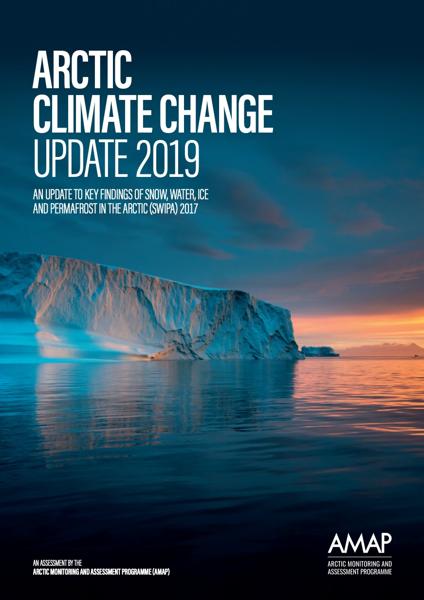 ARCTIC
CLIMATE CHANGE
UPDATE 2019
AN UPDATE TO KEY FINDINGS OF SNOW, WATER, ICE
AND PERMAFROST IN THE ARCTIC (SWIPA) 2017
AN ASSESSMENT BY THE
ARCTIC MONITORING AND ASSESSMENT PROGRAMME (AMAP)
AMAP
ARCTIC MONITORING AND
ASSESSMENT PROGRAMME